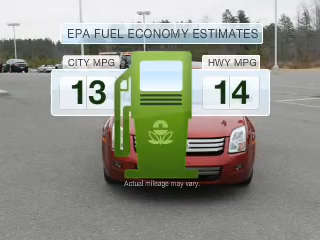 EPA FUEL ECONOMY ESTIMATES
CITY MPG HWY MPG
13 14
Actual mileage may vary.